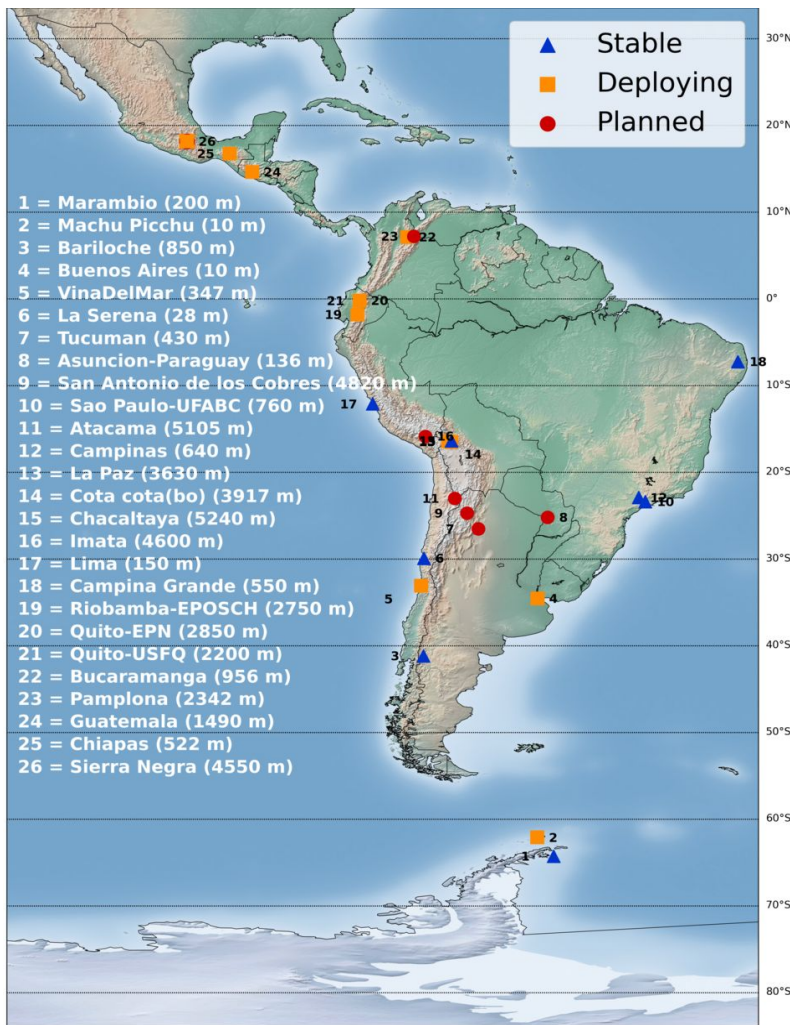 Stable
Deploying
Planned
30°N
20°N
10°N
0°
10°S
20°S
30°S
40°S
50°S
60°S
70°S
80°S
1 = Marambio (200 m)
2 = Machu Picchu (10 m)
3 = Bariloche (850 m)
4 = Buenos Aires (10 m)
5 = VinaDelMar (347 m)
6 = La Serena (28 m)
7 = Tucuman (430 m)
8 = Asuncion-Paraguay (136 m)
9 = San Antonio de los Cobres (4820 m)
10 = Sao Paulo-UFABC (760 m)
11 = Atacama (5105 m)
12 = Campinas (640 m)
13 = La Paz (3630 m)
14 = Cota cota(bo) (3917 m)
15 = Chacaltaya (5240 m)
16 = Imata (4600 m)
17 = Lima (150 m)
18 = Campina Grande (550 m)
19 = Riobamba-EPOSCH (2750 m)
20 = Quito-EPN (2850 m)
21 = Quito-USFQ (2200 m)
22 = Bucaramanga (956 m)
23 = Pamplona (2342 m)
24 = Guatemala (1490 m)
25 = Chiapas (522 m)
26 = Sierra Negra (4550 m)
26
25
24
23
22
21
20
19
18
17
16
14
12
10
11
9
8
7
6
5
4
3
2
1